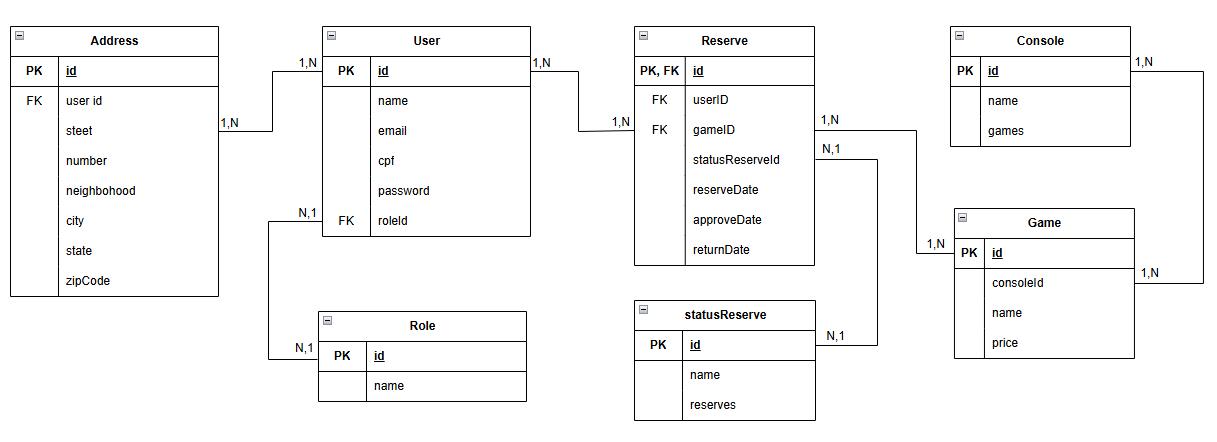 Address
PK id
FK user id
steet
number
neighbohood
city
state
zipCode
1,N
1,N
User
PK id
name
email
cpf
password
FK roleId
N,1
N,1
Role
PK id
name
1,N
1,N
Reserve
PK, FK id
FK userID
FK gameID
statusReserveId
reserveDate
approveDate
returnDate
1,N
N,1
N,1
statusReserve
PK id
name
reserves
Console
PK id
name
games
1,N
1,N
1,N
Game
PK id
consoleId
name
price